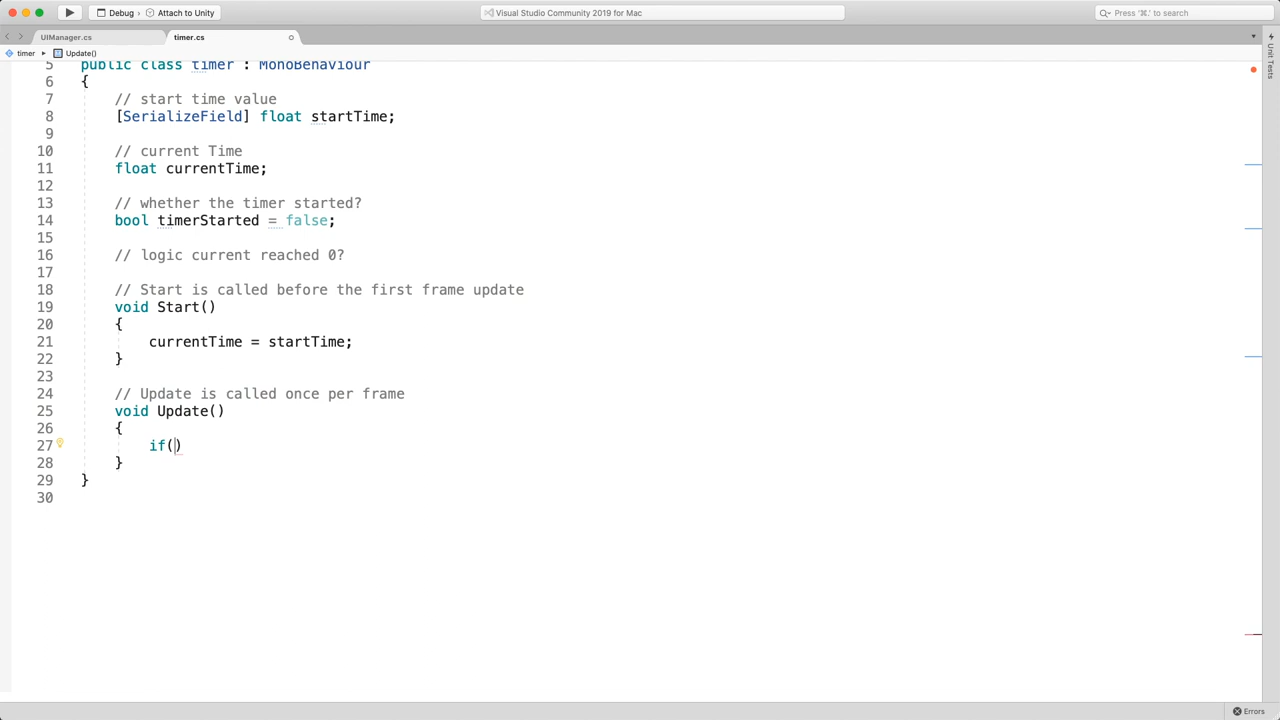 Debug › Attach to Unity
Visual Studio Community 2019 for Mac
Press '⌘.' to search
UIManager.cs
timer.cs
timer
Update()
Unit Tests
5 public class timer : MonoBehaviour
6 {
7 // start time value
8 [SerializeField] float startTime;
9
10 // current Time
11 float currentTime;
12
13 // whether the timer started?
14 bool timerStarted = false;
15
16 // logic current reached 0?
17
18 // Start is called before the first frame update
19 void Start()
20 {
21 currentTime = startTime;
22 }
23
24 // Update is called once per frame
25 void Update()
26 {
27 if()
28 }
29 }
30
Errors